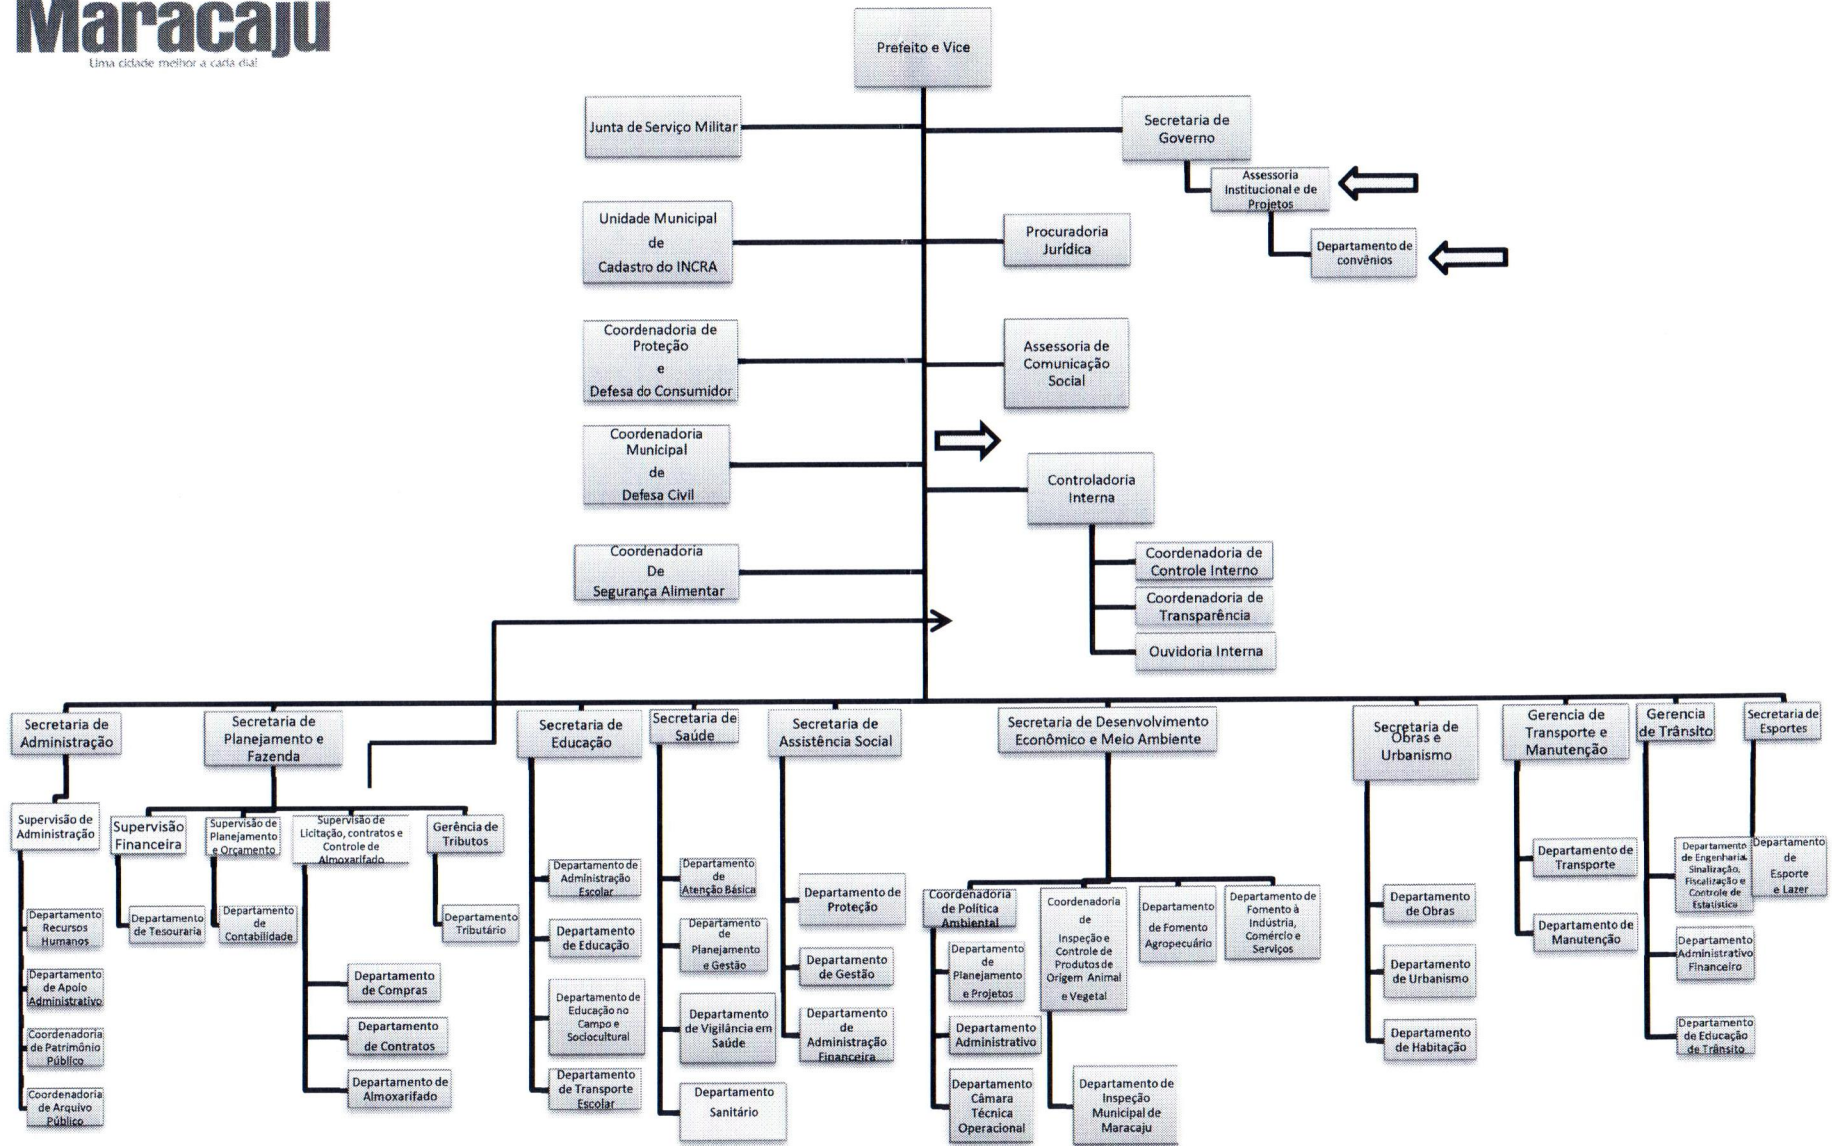 Maracaju
Uma cidade melhor a cada dia!
Prefeito e Vice
Junta de Serviço Militar
Secretaria de
Governo
Assessoria
Institucional e de
Projetos
Departamento de
convênios
Unidade Municipal
de
Cadastro do INCRA
Procuradoria
Jurídica
Coordenadoria de
Proteção
e
Defesa do Consumidor
Assessoria de
Comunicação
Social
Coordenadoria
Municipal
de
Defesa Civil
Controladoria
Interna
Coordenadoria
De
Segurança Alimentar
Coordenadoria de
Controle Interno
Coordenadoria de
Transparência
Ouvidoria Interna
Secretaria de
Administração
Supervisão de
Administração
Departamento
Recursos
Humanos
Departamento
de Apoio
Administrativo
Coordenadoria
de Patrimônio
Público
Coordenadoria
de Arquivo
Público
Secretaria de
Planejamento e
Fazenda
Supervisão
Financeira
Departamento
de Tesouraria
Supervisão de
Planejamento
e Orçamento
Departamento
de
Contabilidade
Supervisão de
Licitação, contratos e
Controle de
Almoxarifado
Departamento
de Compras
Departamento
de Contratos
Departamento de
Almoxarifado
Gerência de
Tributos
Departamento
Tributário
Secretaria de
Educação
Departamento de
Administração
Escolar
Departamento
de Educação
Departamento de
Educação no
Campo e
Sociocultural
Departamento
de Transporte
Escolar
Secretaria de
Saúde
Departamento
de
Atenção Básica
Departamento
de
Planejamento
e Gestão
Departamento
de Vigilância em
Saúde
Departamento
Sanitário
Secretaria de
Assistência Social
Departamento de
Proteção
Departamento
de Gestão
Departamento
de
Administração
Financeira
Secretaria de Desenvolvimento
Econômico e Meio Ambiente
Coordenadoria
de Política
Ambiental
Departamento
de
Planejamento
e Projetos
Departamento
Administrativo
Departamento
Câmara
Técnica
Operacional
Coordenadoria
de
Inspeção e
Controle de
Produtos de
Origem Animal
e Vegetal
Departamento de
Inspeção
Municipal de
Maracaju
Departamento
de Fomento
Agropecuário
Departamento de
Fomento à
Indústria,
Comércio e
Serviços
Secretaria de
Obras e
Urbanismo
Departamento
de Obras
Departamento
de Urbanismo
Departamento
de Habitação
Gerencia de
Transporte e
Manutenção
Departamento de
Transporte
Departamento de
Manutenção
Gerencia
de Trânsito
Departamento
de Engenharia,
Sinalização,
Fiscalização e
Controle de
Estatística
Departamento
Administrativo
Financeiro
Departamento
de Educação
de Trânsito
Secretaria de
Esportes
Departamento
de
Esporte
e Lazer